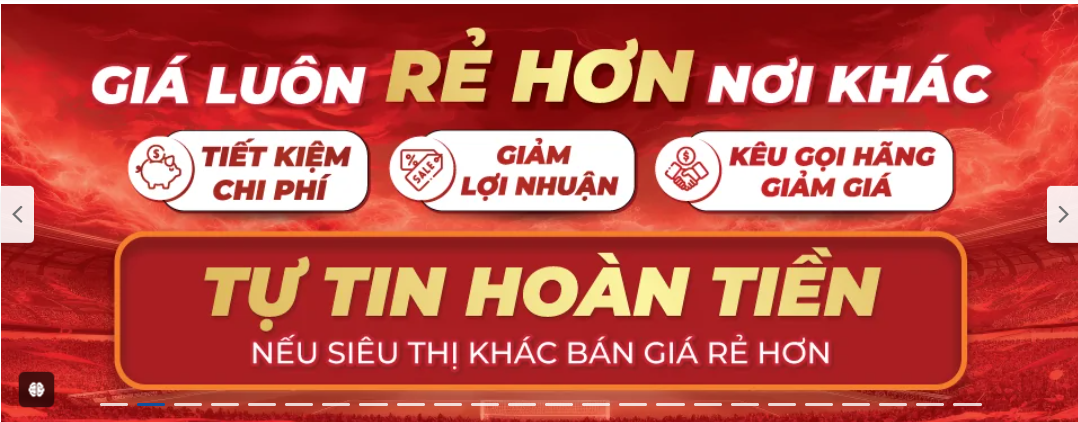 GIÁ LUÔN RẺ HƠN NƠI KHÁC
TIẾT KIỆM
CHI PHÍ
%
SALE
GIẢM
LỢI NHUẬN
$
KÊU GỌI HÃNG
GIẢM GIÁ
TỰ TIN HOÀN TIỀN
NẾU SIÊU THỊ KHÁC BÁN GIÁ RẺ HƠN